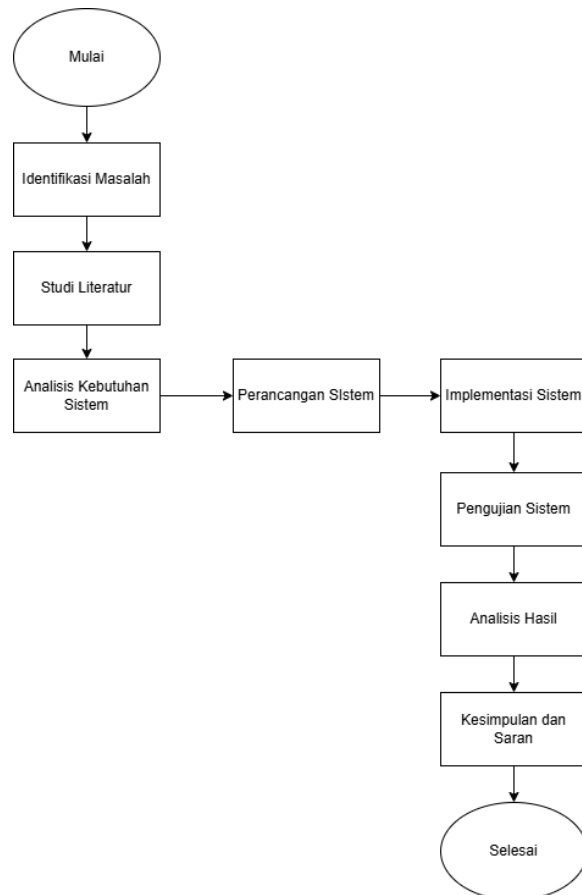 Mulai
Identifikasi Masalah
Studi Literatur
Analisis Kebutuhan
Sistem
Perancangan SIstem
Implementasi Sistem
Pengujian Sistem
Analisis Hasil
Kesimpulan dan
Saran
Selesai